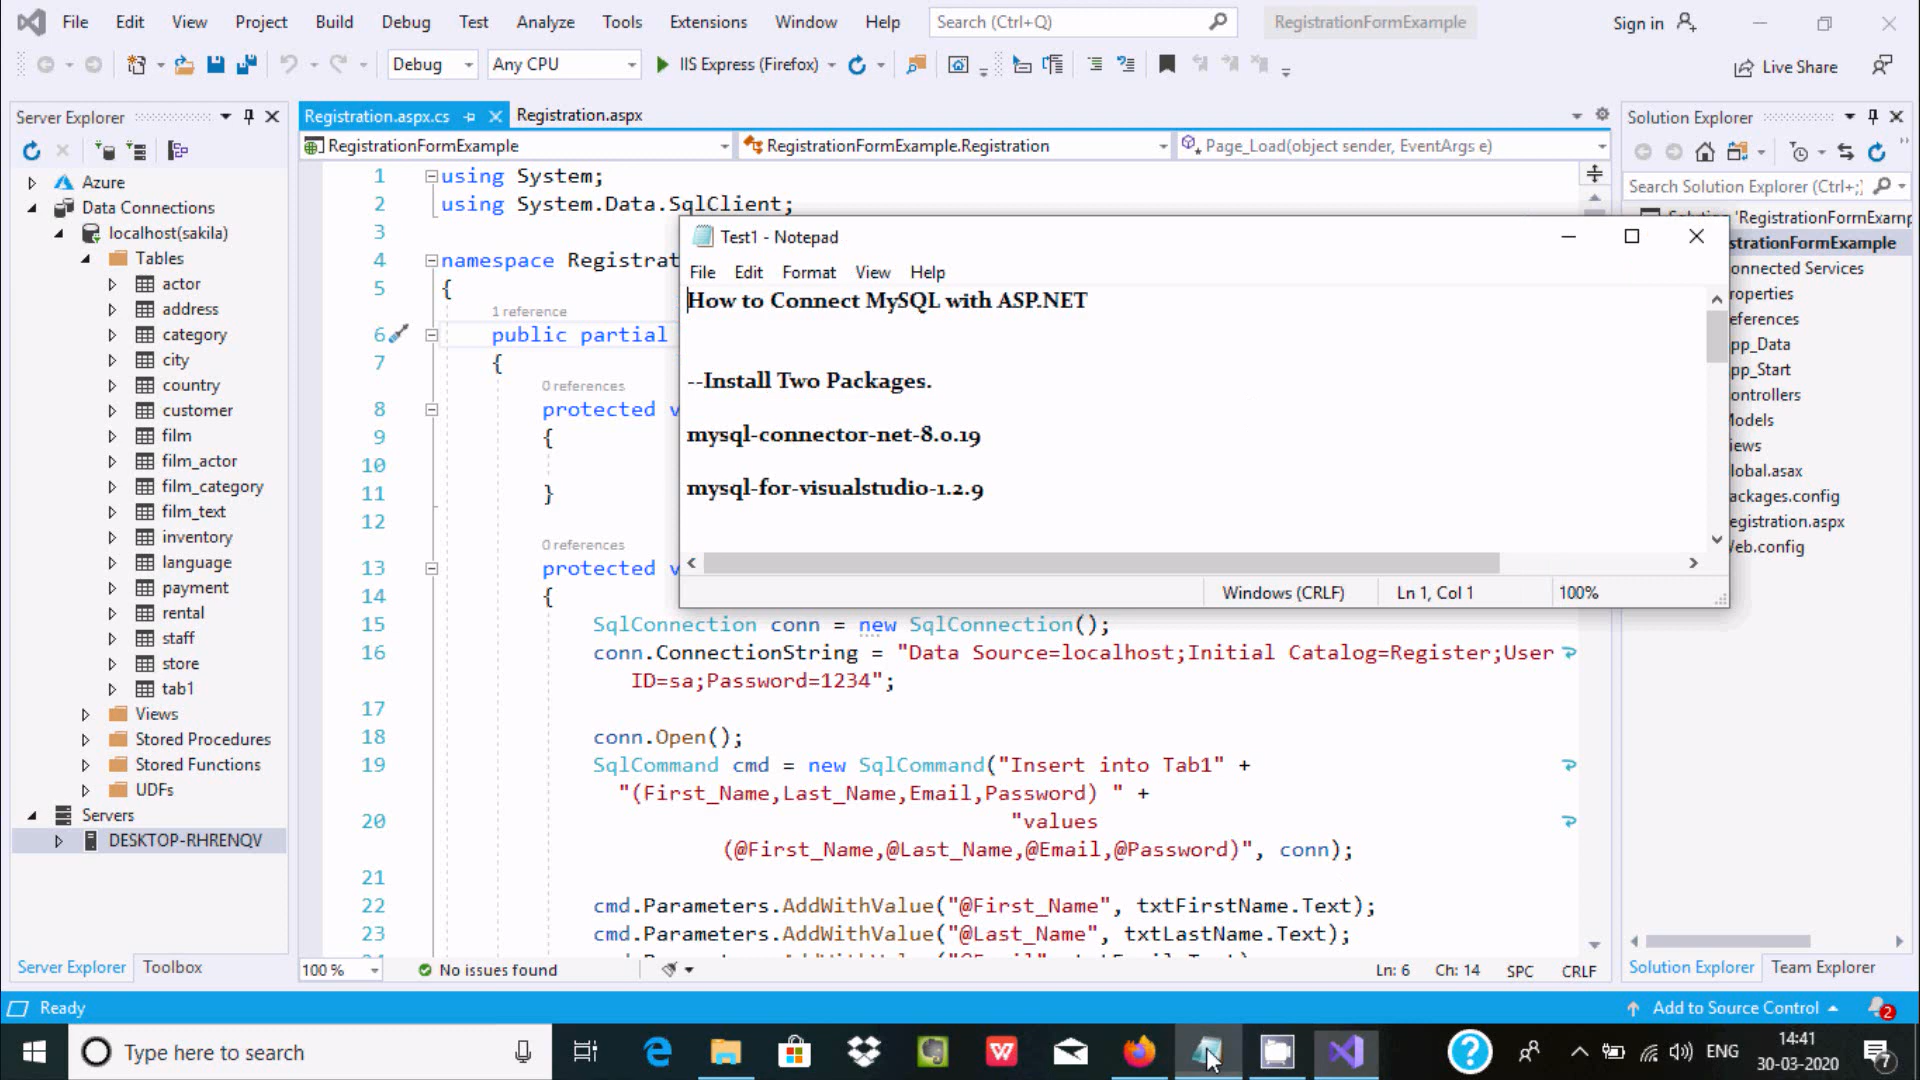 File Edit View Project Build Debug Test Analyze Tools Extensions Window Help Search (Ctrl+Q) RegistrationFormExample Sign in
Debug Any CPU IIS Express (Firefox) Live Share
Server Explorer
Azure
Data Connections
localhost(sakila)
Tables
actor
address
category
city
country
customer
film
film_actor
film_category
film_text
inventory
language
payment
rental
staff
store
tab1
Views
Stored Procedures
Stored Functions
UDFs
Servers
DESKTOP-RHRENQV
Server Explorer Toolbox
Registration.aspx.cs Registration.aspx
RegistrationFormExample RegistrationFormExample.Registration Page_Load(object sender, EventArgs e)
1 using System;
2 using System.Data.SqlClient;
3
4 namespace Registrat
5 {
1 reference
6 public partial
7 {
0 references
8 protected v
9 {
10
11 }
12
0 references
13 protected v
14 {
15 SqlConnection conn = new SqlConnection();
16 conn.ConnectionString = "Data Source=localhost;Initial Catalog=Register;User
ID=sa;Password=1234";
17
18 conn.Open();
19 SqlCommand cmd = new SqlCommand("Insert into Tab1" +
"(First_Name,Last_Name,Email,Password) " +
20 "values
(@First_Name,@Last_Name,@Email,@Password)", conn);
21
22 cmd.Parameters.AddWithValue("@First_Name", txtFirstName.Text);
23 cmd.Parameters.AddWithValue("@Last_Name", txtLastName.Text);
100 % No issues found Ln: 6 Ch: 14 SPC CRLF
Test1 - Notepad
File Edit Format View Help
How to Connect MySQL with ASP.NET
--Install Two Packages.
mysql-connector-net-8.0.19
mysql-for-visualstudio-1.2.9
Windows (CRLF) Ln 1, Col 1 100%
Solution Explorer
Search Solution Explorer (Ctrl+;)
'RegistrationFormExamp
strationFormExample
onnected Services
roperties
eferences
pp_Data
pp_Start
ontrollers
odels
iews
lobal.asax
ackages.config
egistration.aspx
eb.config
Solution Explorer Team Explorer
Ready Add to Source Control 2
Type here to search ENG 14:41
30-03-2020 7